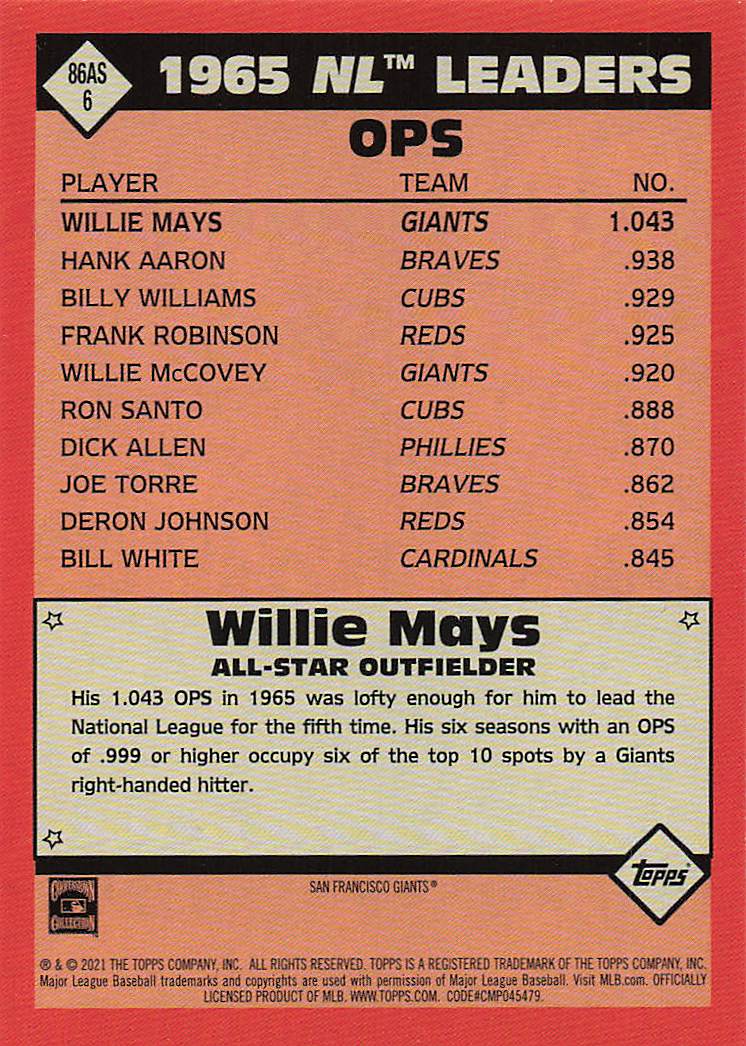 86AS
6
1965 NL™ LEADERS
OPS
PLAYER TEAM NO.
WILLIE MAYS GIANTS 1.043
HANK AARON BRAVES .938
BILLY WILLIAMS CUBS .929
FRANK ROBINSON REDS .925
WILLIE McCOVEY GIANTS .920
RON SANTO CUBS .888
DICK ALLEN PHILLIES .870
JOE TORRE BRAVES .862
DERON JOHNSON REDS .854
BILL WHITE CARDINALS .845
Willie Mays
ALL-STAR OUTFIELDER
His 1.043 OPS in 1965 was lofty enough for him to lead the
National League for the fifth time. His six seasons with an OPS
of .999 or higher occupy six of the top 10 spots by a Giants
right-handed hitter.
Topps®
COOPERSTOWN
COLLECTION
SAN FRANCISCO GIANTS®
® & © 2021 THE TOPPS COMPANY, INC. ALL RIGHTS RESERVED. TOPPS IS A REGISTERED TRADEMARK OF THE TOPPS COMPANY, INC.
Major League Baseball trademarks and copyrights are used with permission of Major League Baseball. Visit MLB.com. OFFICIALLY
LICENSED PRODUCT OF MLB. WWW.TOPPS.COM. CODE#CMP045479.